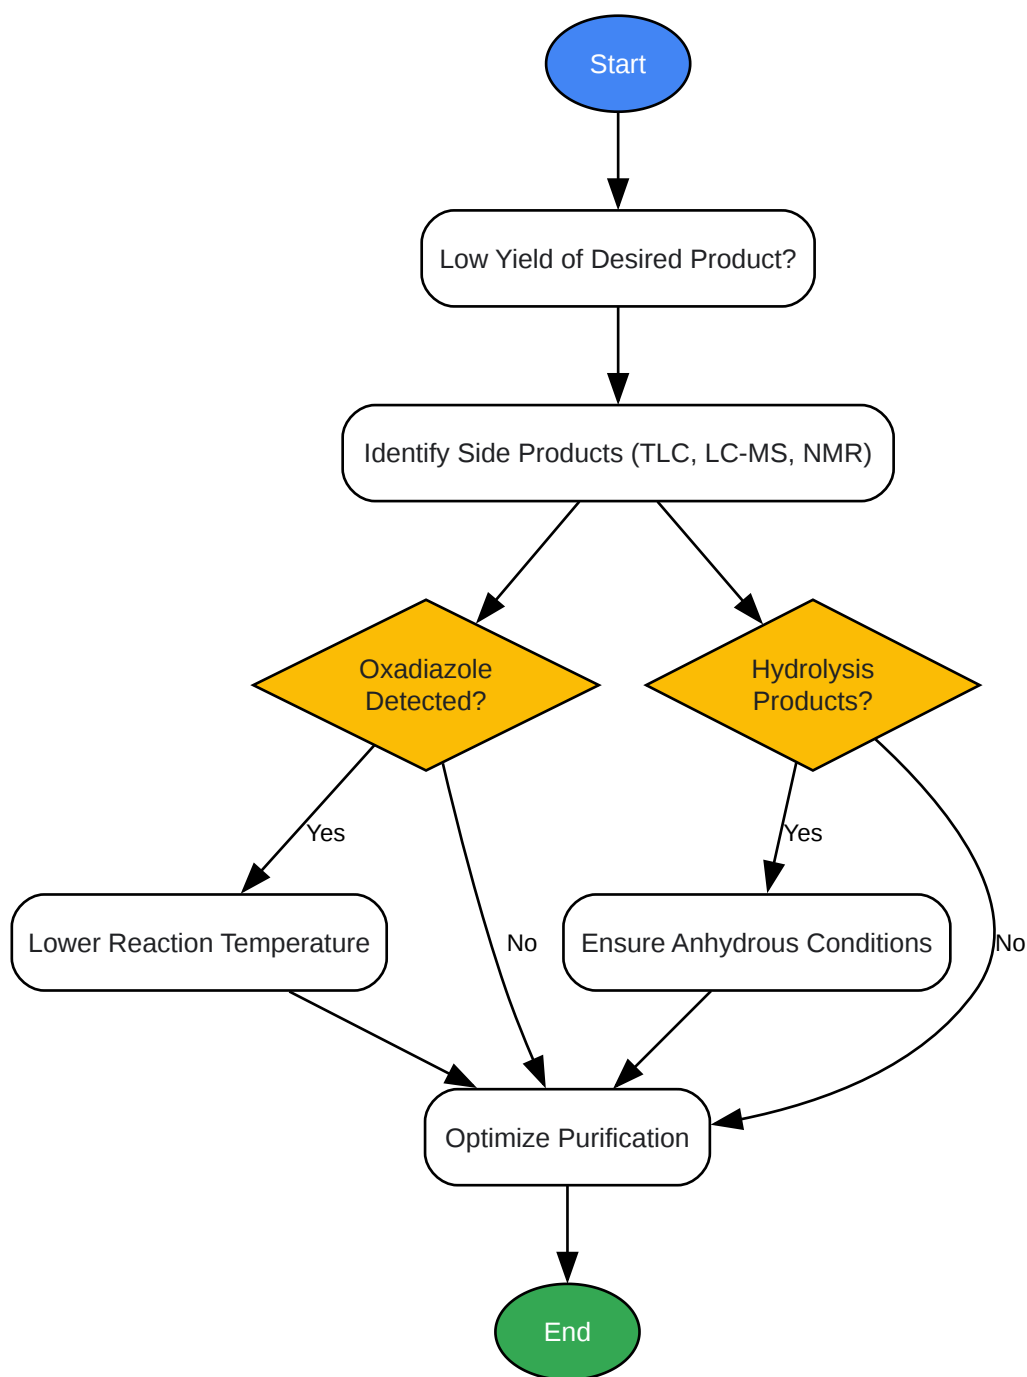 Start
Low Yield of Desired Product?
Identify Side Products (TLC, LC-MS, NMR)
Oxadiazole
Detected?
Hydrolysis
Products?
Yes
Yes
Lower Reaction Temperature
No
Ensure Anhydrous Conditions
No
Optimize Purification
End